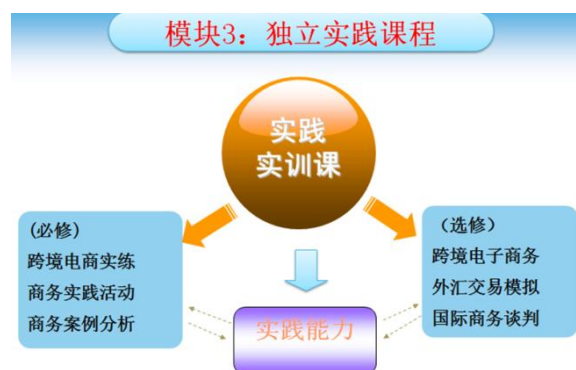 模块3：独立实践课程
实践
实训课
(必修)
跨境电商实练
商务实践活动
商务案例分析
（选修）
跨境电子商务
外汇交易模拟
国际商务谈判
实践能力